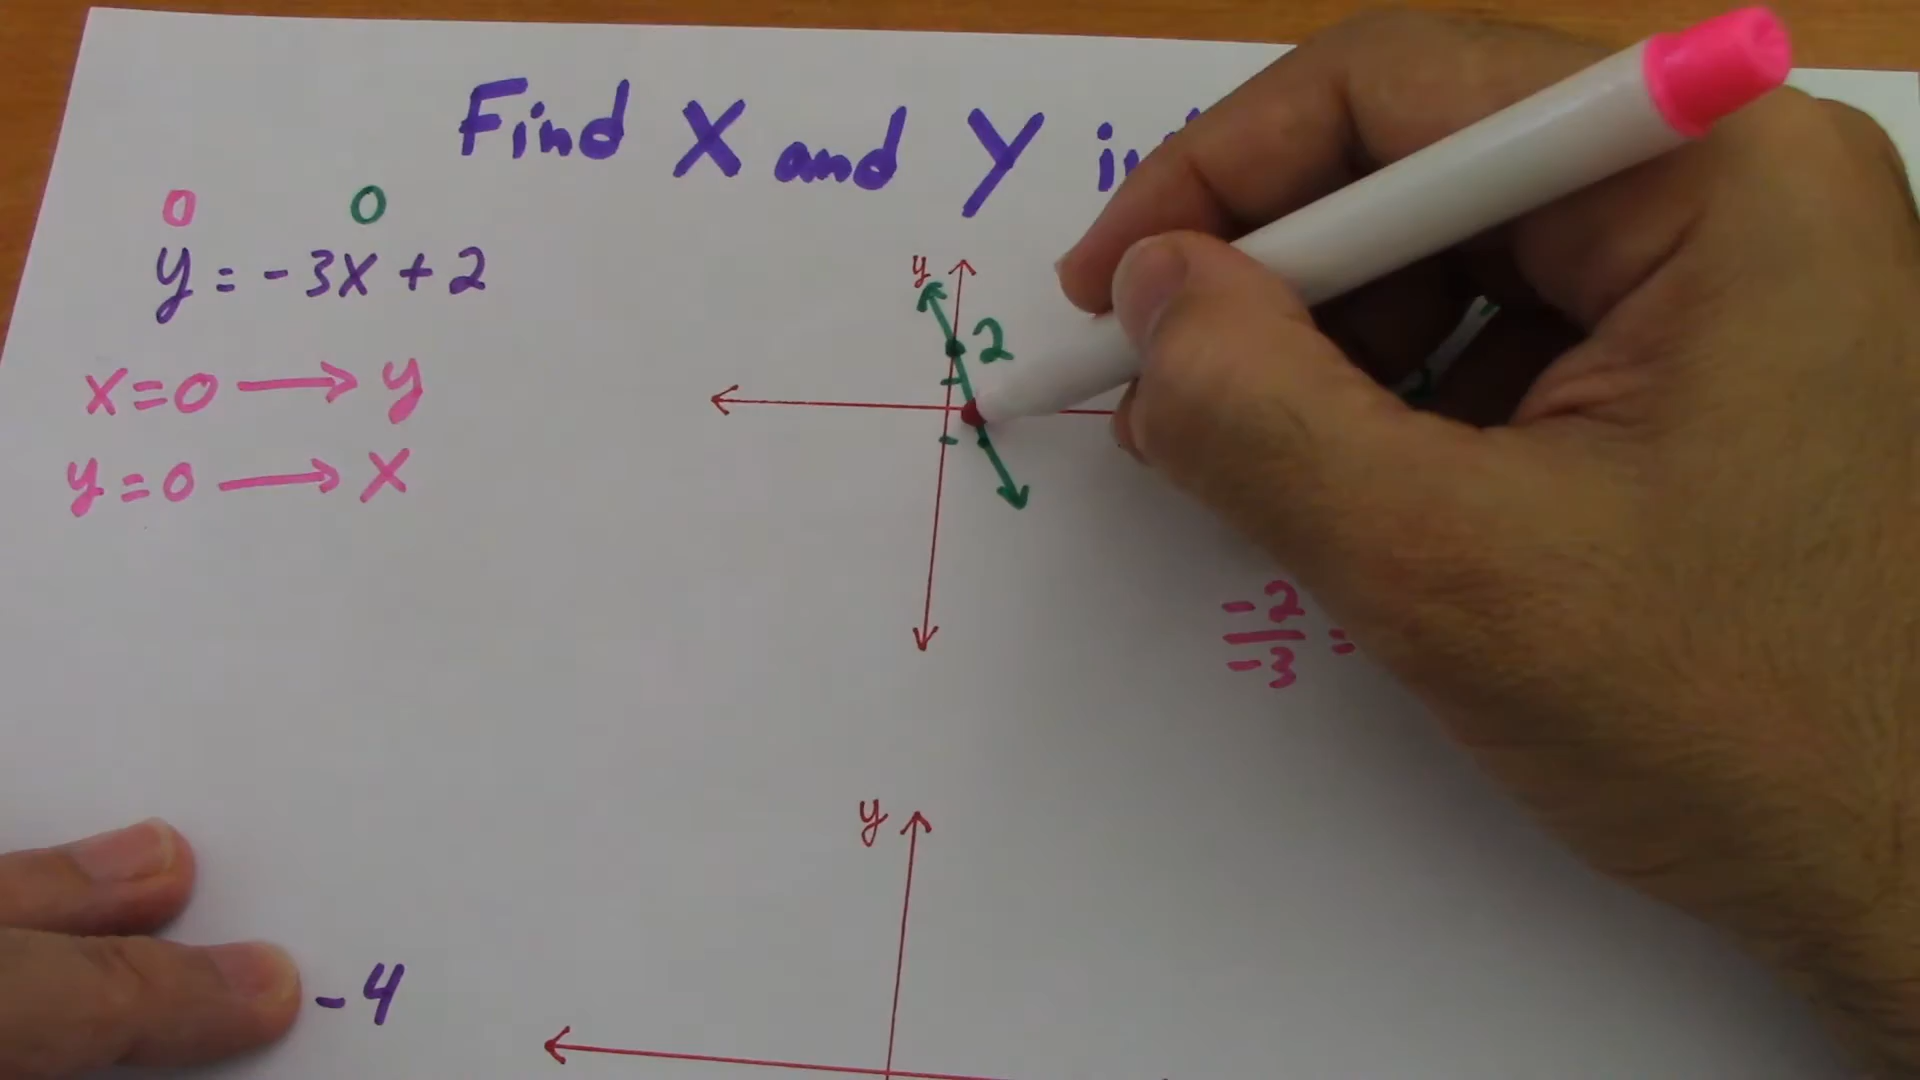 Find X and Y
0 0
y = -3x + 2
x=0 → y
y=0 → x
y
2
-2
-3 =
y
-4